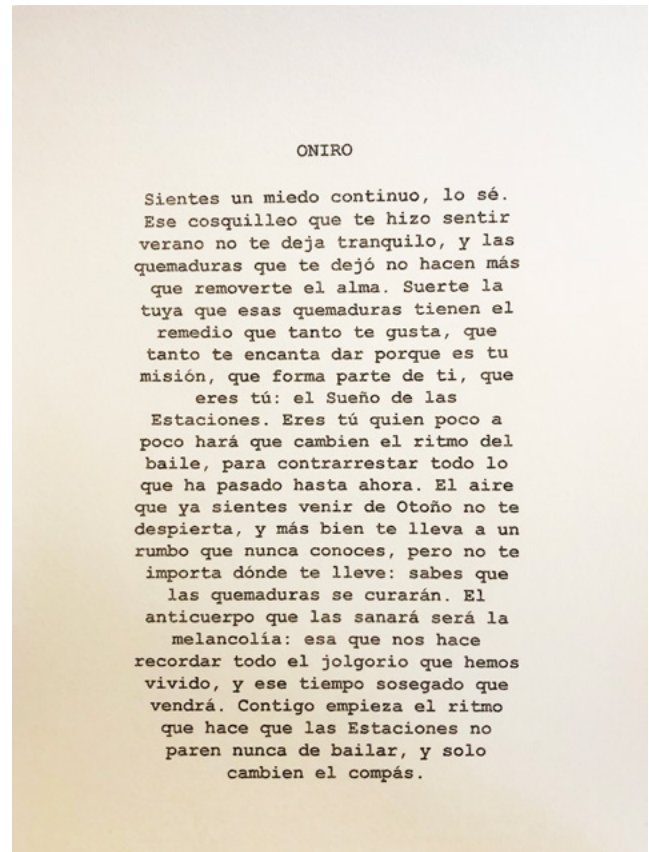 ONIRO
Sientes un miedo continuo, lo sé.
Ese cosquilleo que te hizo sentir
verano no te deja tranquilo, y las
quemaduras que te dejó no hacen más
que removerte el alma. Suerte la
tuya que esas quemaduras tienen el
remedio que tanto te gusta, que
tanto te encanta dar porque es tu
misión, que forma parte de ti, que
eres tú: el Sueño de las
Estaciones. Eres tú quien poco a
poco hará que cambien el ritmo del
baile, para contrarrestar todo lo
que ha pasado hasta ahora. El aire
que ya sientes venir de Otoño no te
despierta, y más bien te lleva a un
rumbo que nunca conoces, pero no te
importa dónde te lleve: sabes que
las quemaduras se curarán. El
anticuerpo que las sanará será la
melancolía: esa que nos hace
recordar todo el jolgorio que hemos
vivido, y ese tiempo sosegado que
vendrá. Contigo empieza el ritmo
que hace que las Estaciones no
paren nunca de bailar, y solo
cambien el compás.